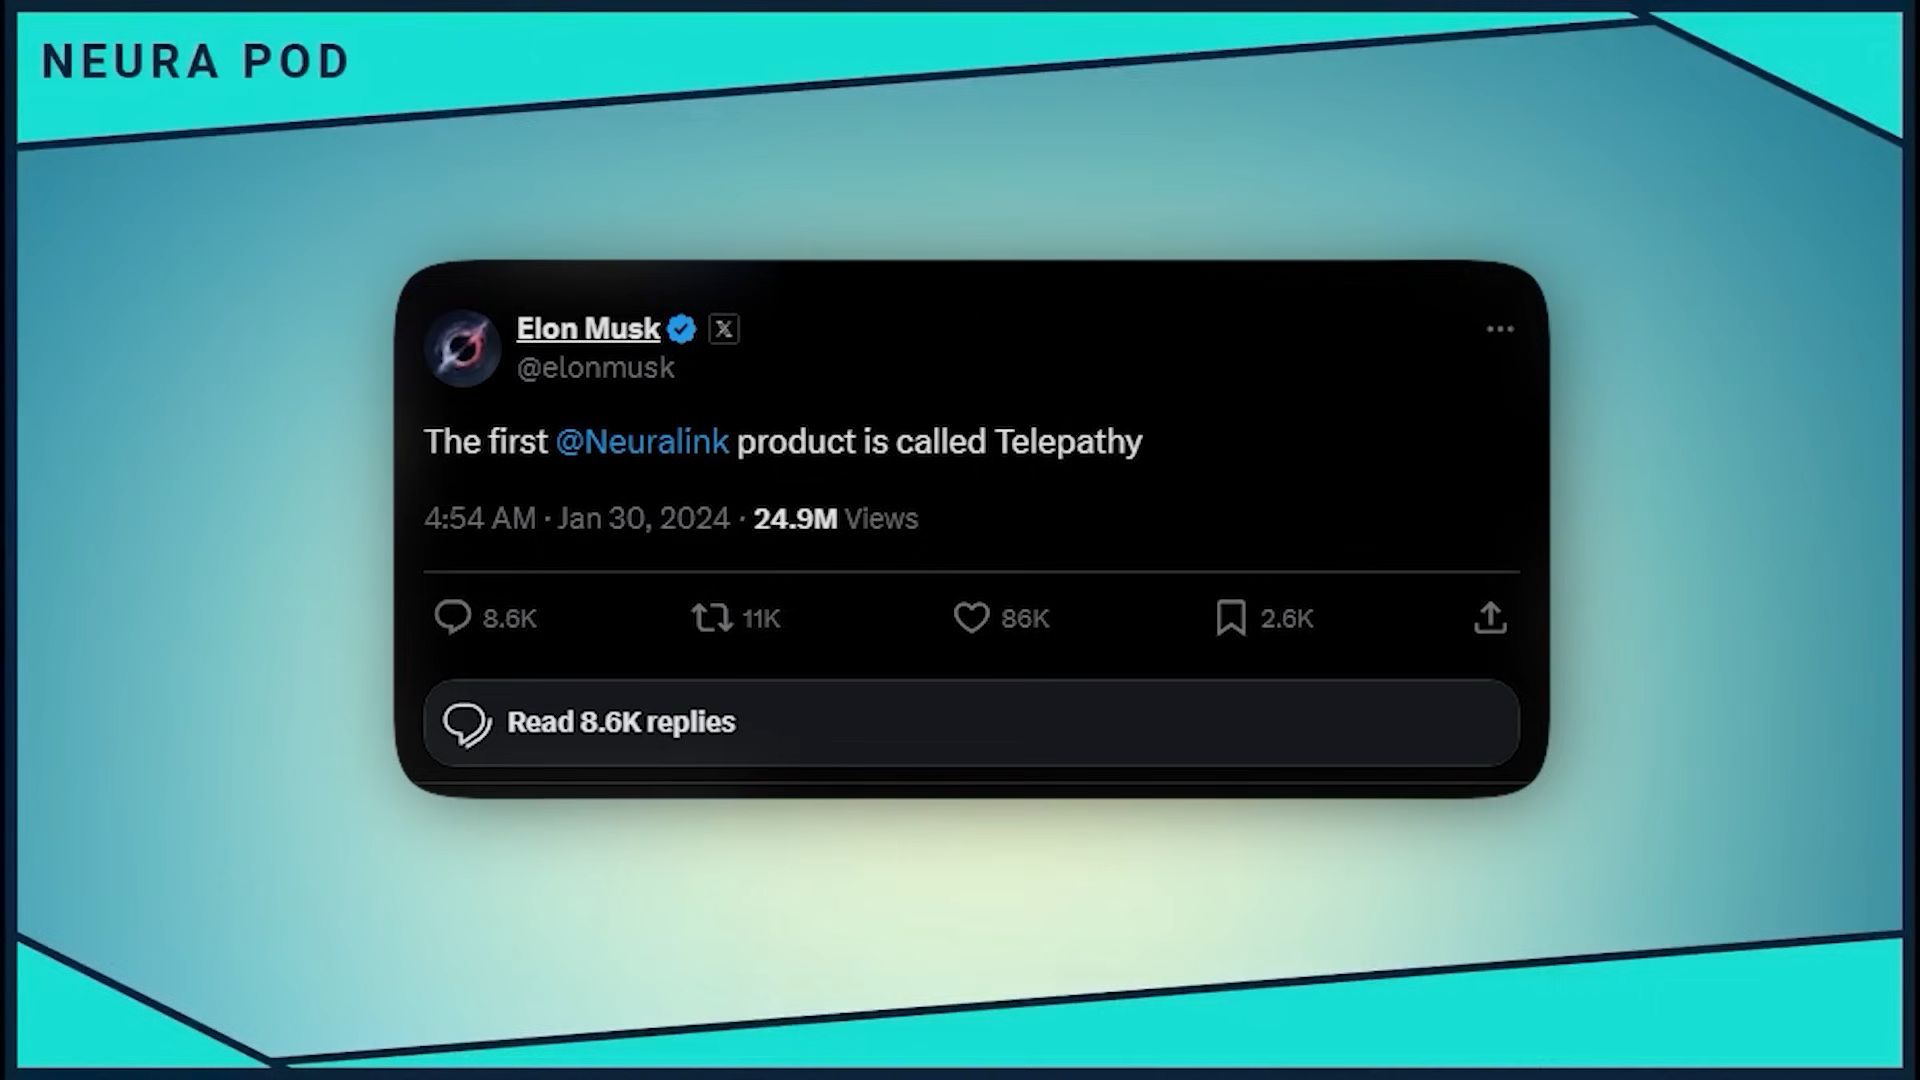 NEURA POD
Elon Musk
@elonmusk
The first @Neuralink product is called Telepathy
4:54 AM · Jan 30, 2024 · 24.9M Views
8.6K 11K 86K 2.6K
Read 8.6K replies